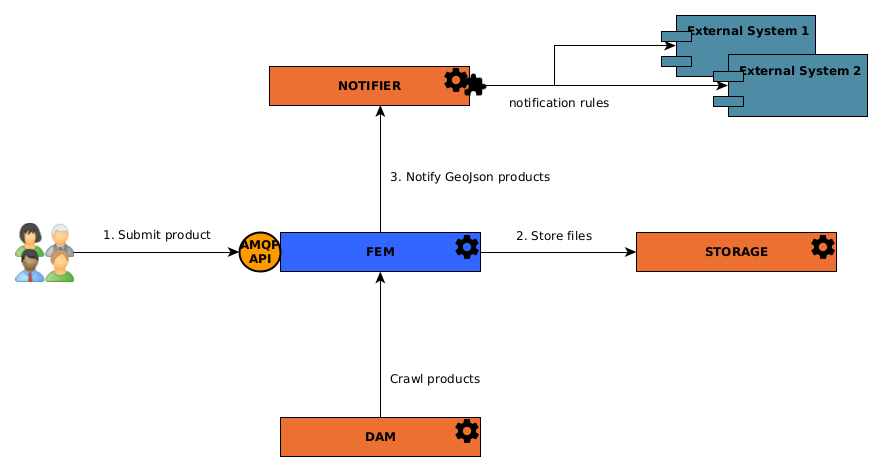 External System 1
External System 2
NOTIFIER
notification rules
3. Notify GeoJson products
1. Submit product
AMQP
API
FEM
2. Store files
STORAGE
Crawl products
DAM